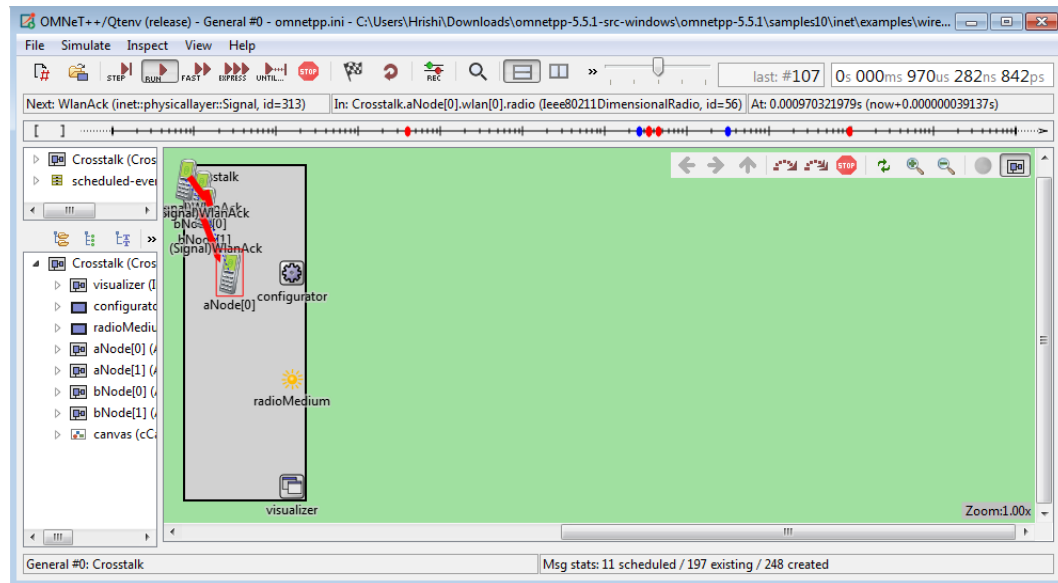 OMNeT++/Qtenv (release) - General #0 - omnetpp.ini - C:\Users\Hrishi\Downloads\omnetpp-5.5.1-src-windows\omnetpp-5.5.1\samples10\inet\examples\wire...
File Simulate Inspect View Help
STEP RUN FAST EXPRESS UNTIL... STOP REC » last: #107 0s 000ms 970us 282ns 842ps
Next: WlanAck (inet::physicallayer::Signal, id=313) In: Crosstalk.aNode[0].wlan[0].radio (Ieee80211DimensionalRadio, id=56) At: 0.000970321979s (now+0.000000039137s)
[ ]
Crosstalk (Cros
scheduled-ever
»
Crosstalk (Cros
visualizer (I
configurato
radioMediu
aNode[0] (A
aNode[1] (A
bNode[0] (A
bNode[1] (A
canvas (cCa
STOP
stalk
signal)WlanAck
bNode[0]
bNode[1]
(Signal)WlanAck
aNode[0]
configurator
radioMedium
visualizer
Zoom:1.00x
General #0: Crosstalk
Msg stats: 11 scheduled / 197 existing / 248 created